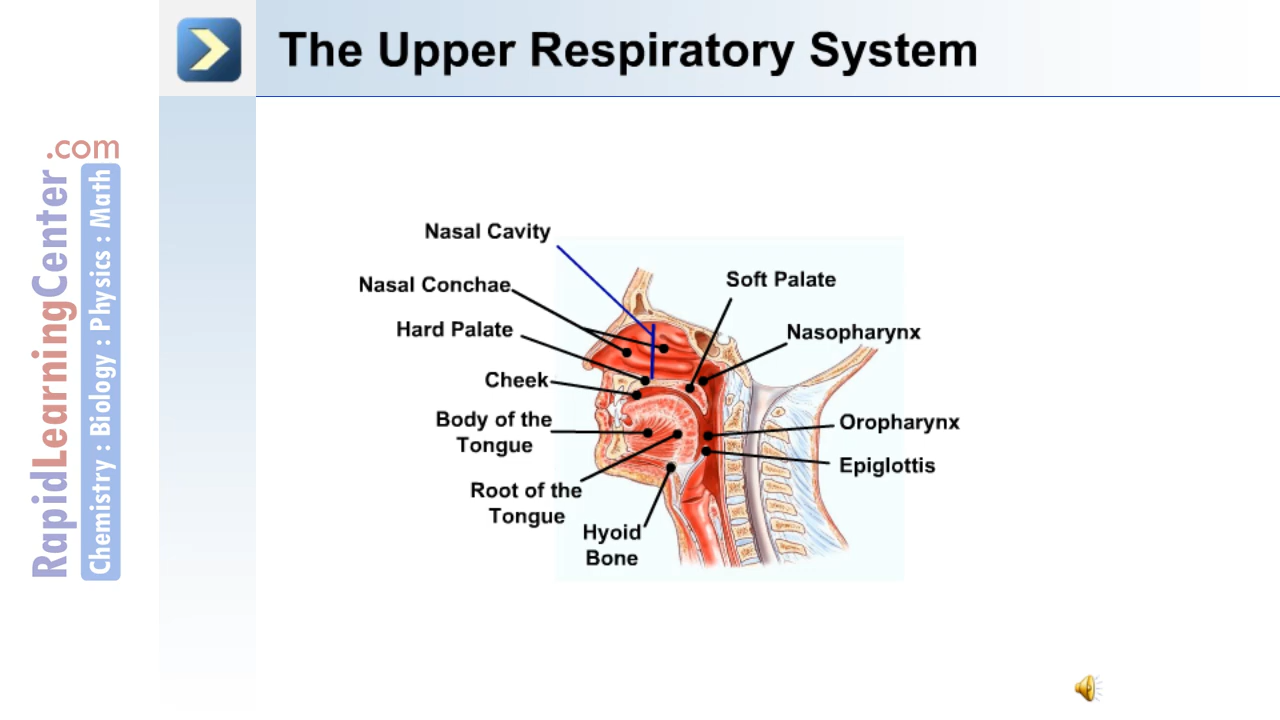 The Upper Respiratory System
RapidLearningCenter.com
Chemistry : Biology : Physics : Math
Nasal Cavity
Nasal Conchae
Hard Palate
Cheek
Body of the
Tongue
Root of the
Tongue
Hyoid
Bone
Soft Palate
Nasopharynx
Oropharynx
Epiglottis